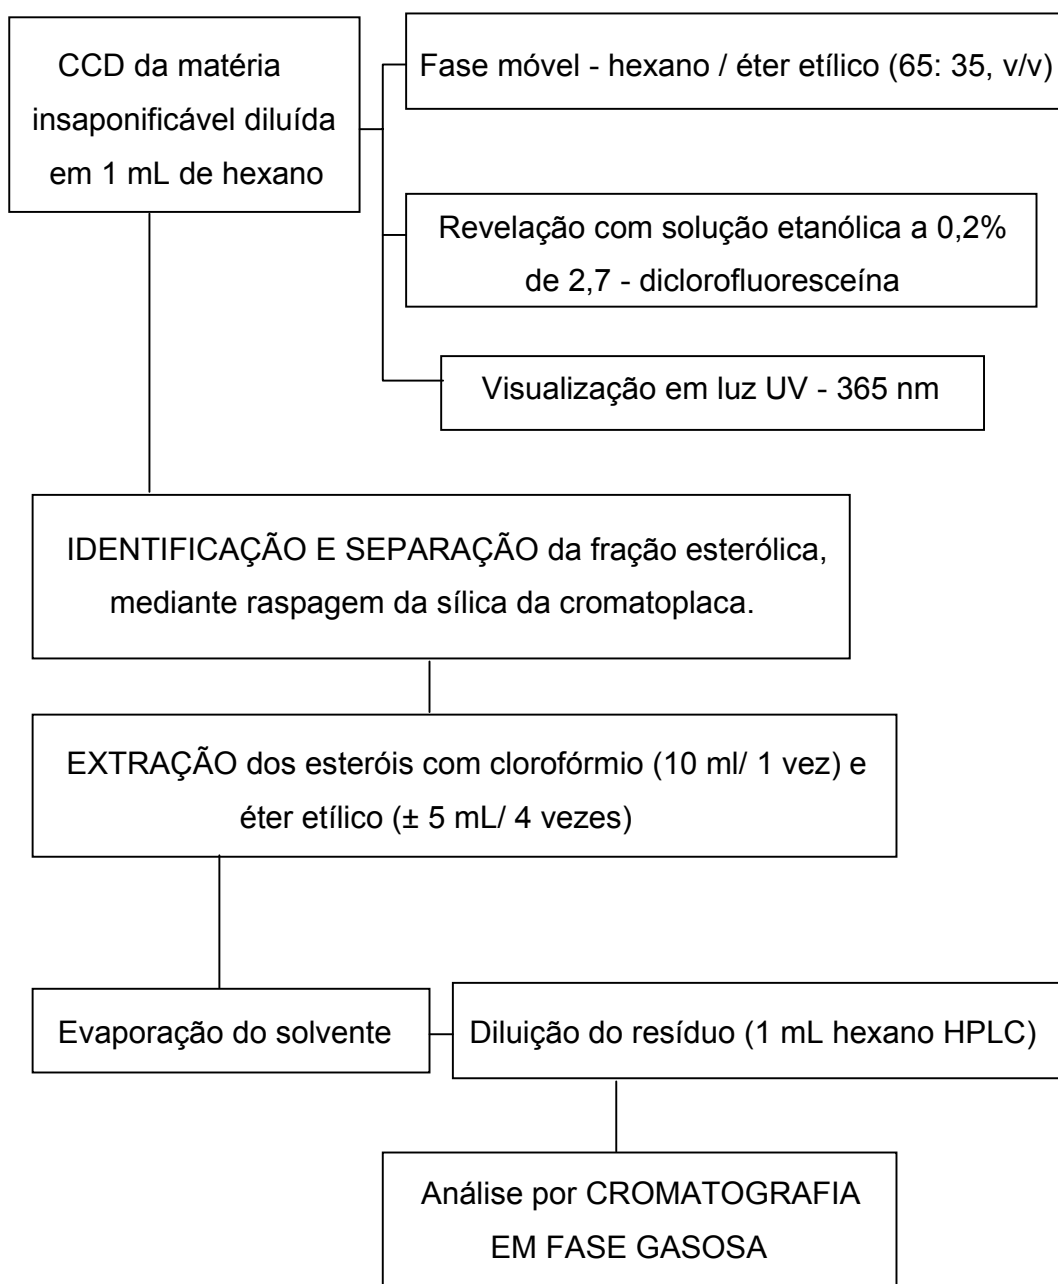 CCD da matéria
insaponificável diluída
em 1 mL de hexano
Fase móvel - hexano / éter etílico (65: 35, v/v)
Revelação com solução etanólica a 0,2%
de 2,7 - diclorofluoresceína
Visualização em luz UV - 365 nm
IDENTIFICAÇÃO E SEPARAÇÃO da fração esterólica,
mediante raspagem da sílica da cromatoplaca.
EXTRAÇÃO dos esteróis com clorofórmio (10 ml/ 1 vez) e
éter etílico (± 5 mL/ 4 vezes)
Evaporação do solvente
Diluição do resíduo (1 mL hexano HPLC)
Análise por CROMATOGRAFIA
EM FASE GASOSA